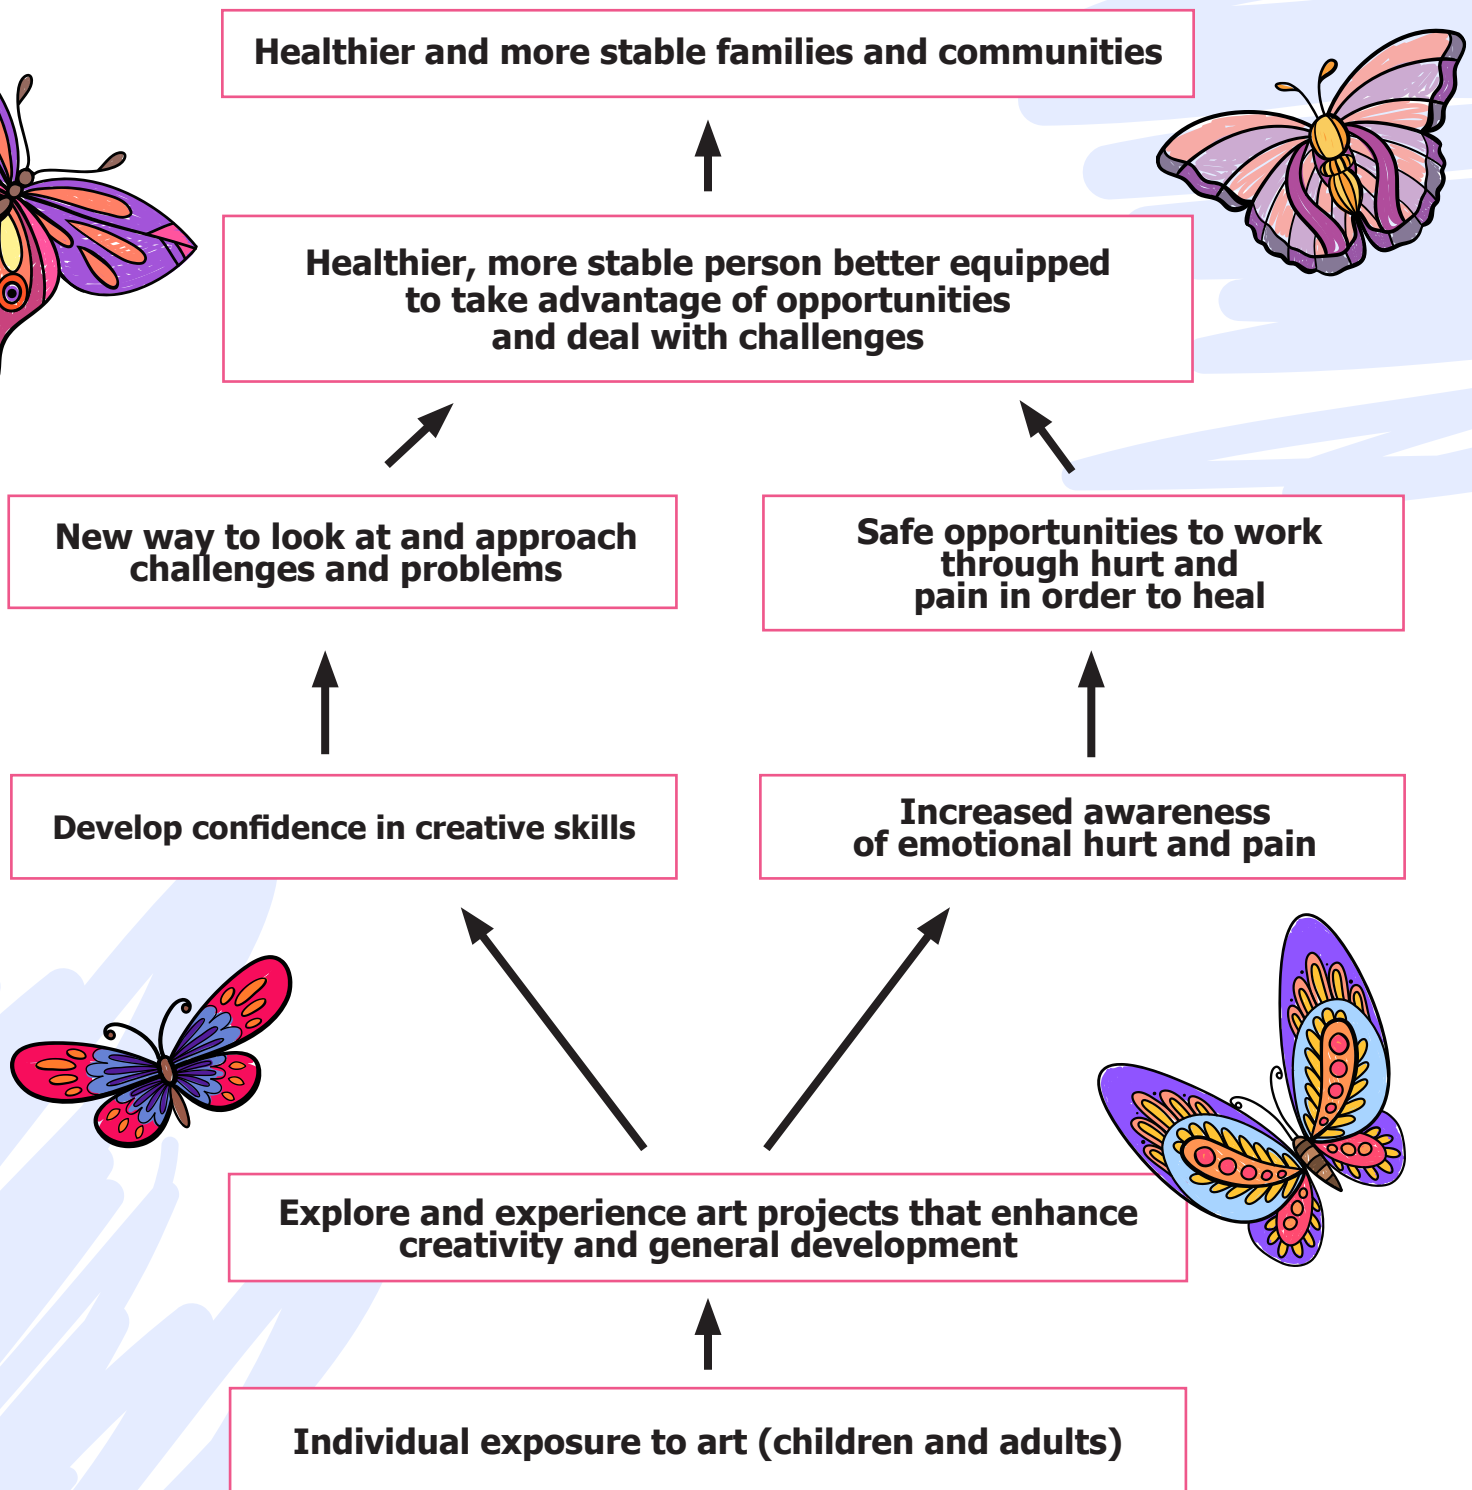 Healthier and more stable families and communities
Healthier, more stable person better equipped
to take advantage of opportunities
and deal with challenges
New way to look at and approach
challenges and problems
Safe opportunities to work
through hurt and
pain in order to heal
Develop confidence in creative skills
Increased awareness
of emotional hurt and pain
Explore and experience art projects that enhance
creativity and general development
Individual exposure to art (children and adults)